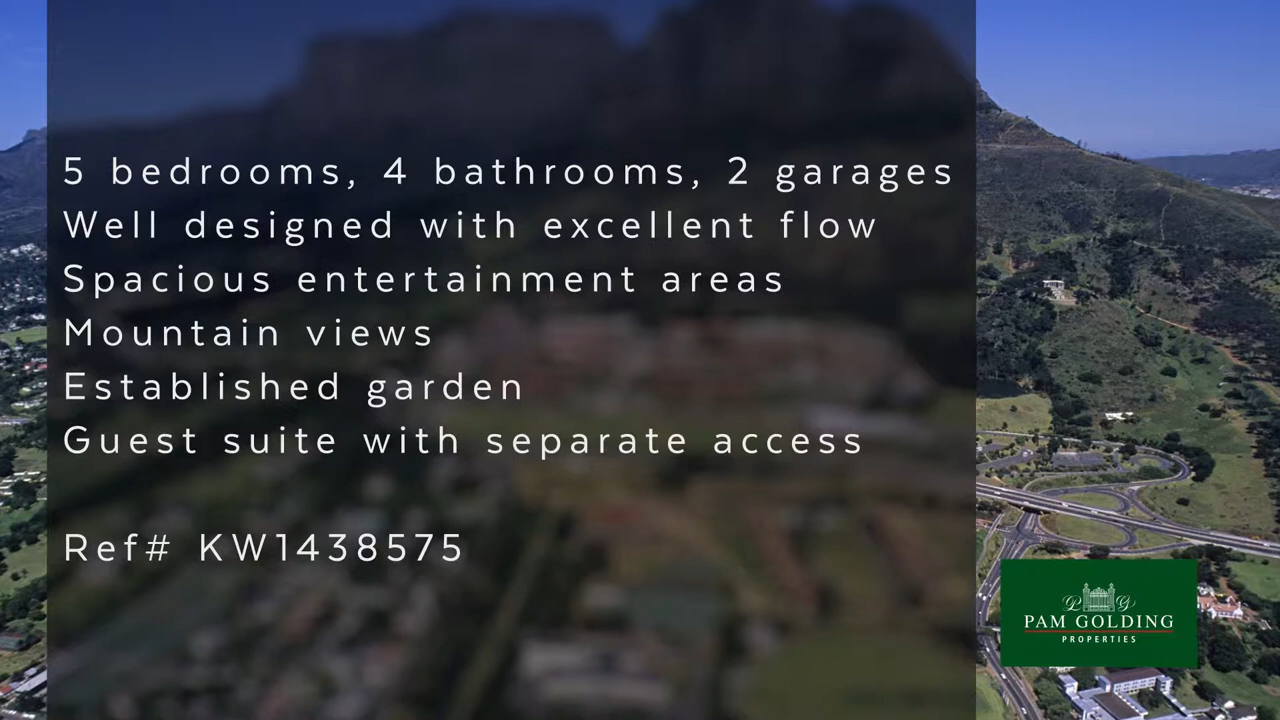 5 bedrooms, 4 bathrooms, 2 garages
Well designed with excellent flow
Spacious entertainment areas
Mountain views
Established garden
Guest suite with separate access
Ref# KW1438575
P G
PAM GOLDING
PROPERTIES